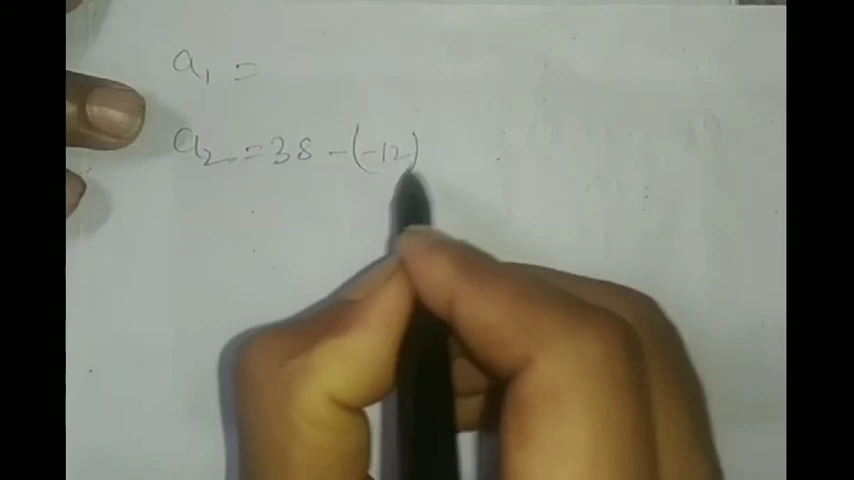 a₁ =
a₂ = 38 - (-12)